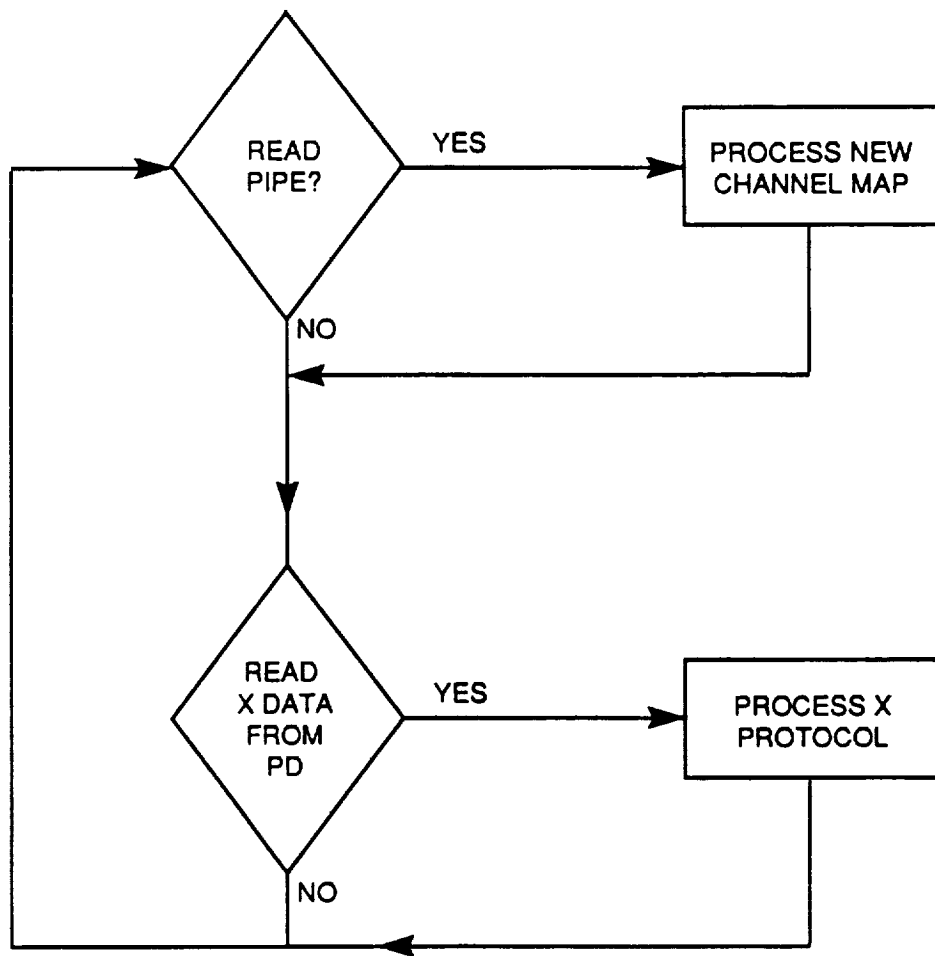 READ
PIPE?
YES
PROCESS NEW
CHANNEL MAP
NO
READ
X DATA
FROM
PD
YES
PROCESS X
PROTOCOL
NO